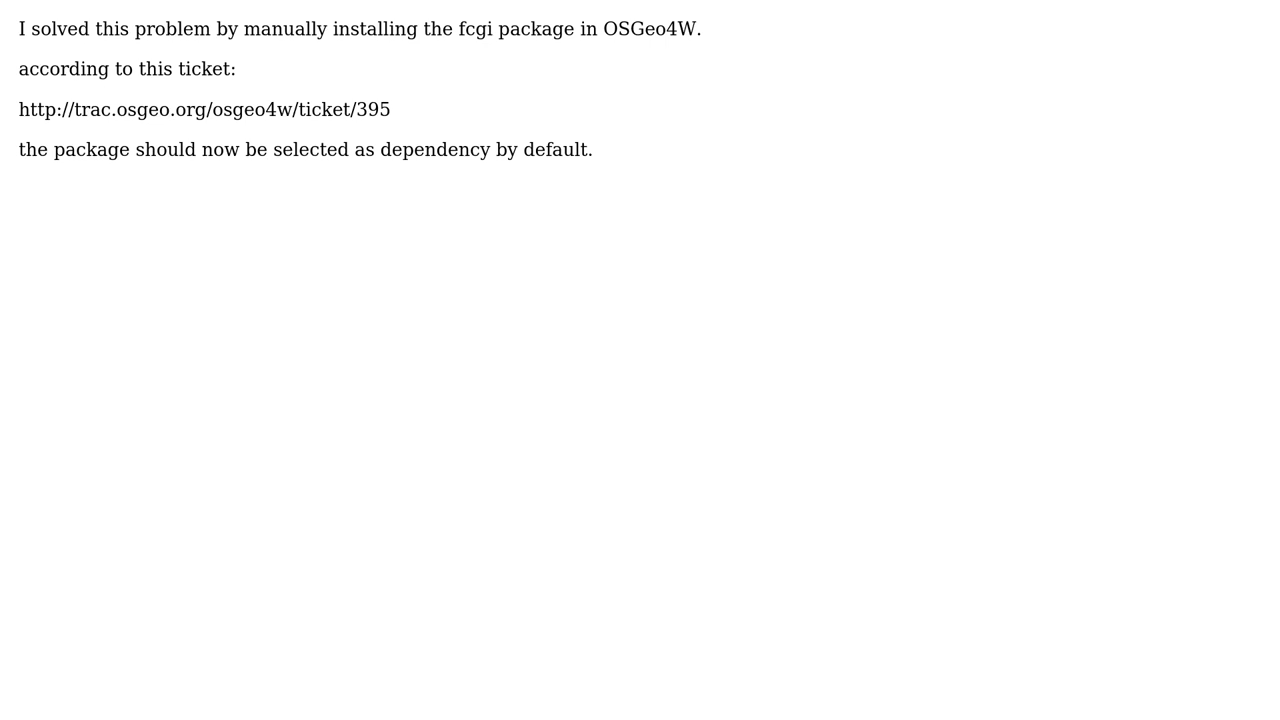 I solved this problem by manually installing the fcgi package in OSGeo4W.
according to this ticket:
http://trac.osgeo.org/osgeo4w/ticket/395
the package should now be selected as dependency by default.